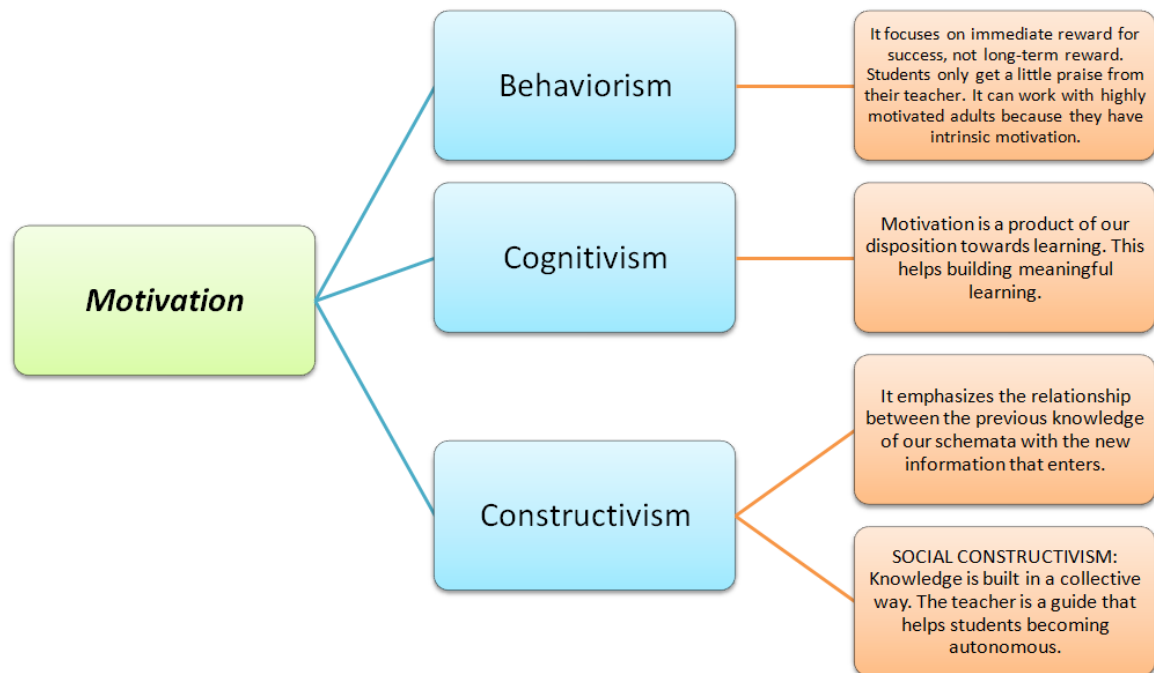 Motivation
Behaviorism
It focuses on immediate reward for
success, not long-term reward.
Students only get a little praise from
their teacher. It can work with highly
motivated adults because they have
intrinsic motivation.
Cognitivism
Motivation is a product of our
disposition towards learning. This
helps building meaningful
learning.
Constructivism
It emphasizes the relationship
between the previous knowledge
of our schemata with the new
information that enters.
SOCIAL CONSTRUCTIVISM:
Knowledge is built in a collective
way. The teacher is a guide that
helps students becoming
autonomous.